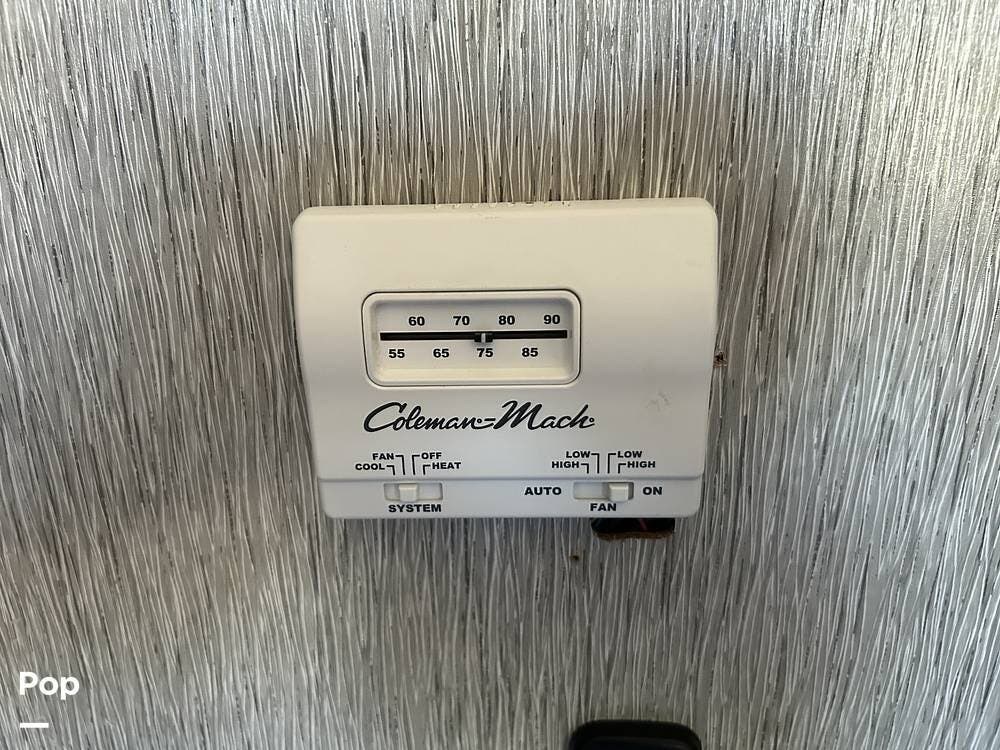 60 70 80 90
55 65 75 85
Coleman-Mach
FAN OFF
COOL HEAT
SYSTEM
LOW LOW
HIGH HIGH
AUTO ON
FAN
Pop